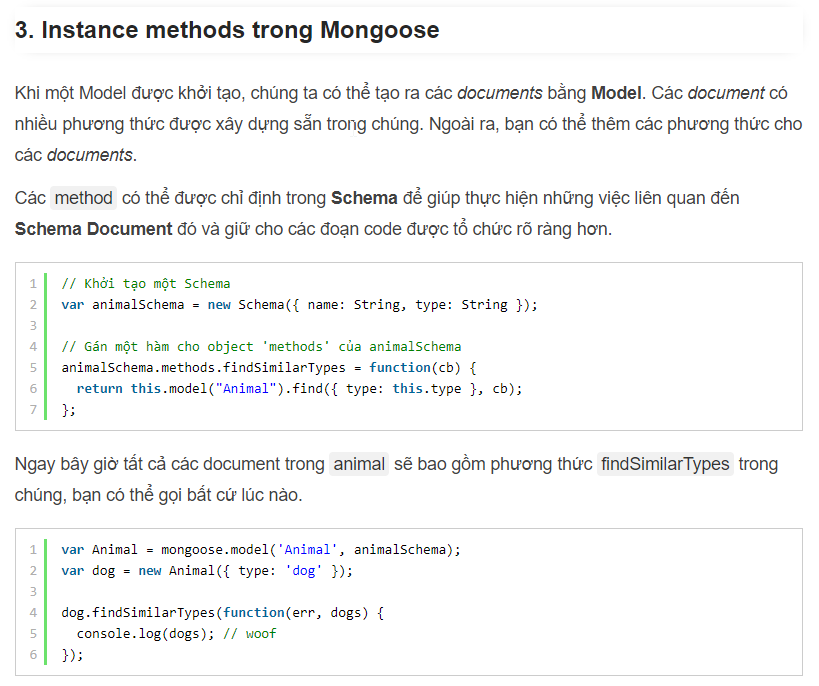 3. Instance methods trong Mongoose
Khi một Model được khởi tạo, chúng ta có thể tạo ra các documents bằng Model. Các document có
nhiều phương thức được xây dựng sẵn trong chúng. Ngoài ra, bạn có thể thêm các phương thức cho
các documents.
Các method có thể được chỉ định trong Schema để giúp thực hiện những việc liên quan đến
Schema Document đó và giữ cho các đoạn code được tổ chức rõ ràng hơn.
1 // Khởi tạo một Schema
2 var animalSchema = new Schema({ name: String, type: String });
3
4 // Gán một hàm cho object 'methods' của animalSchema
5 animalSchema.methods.findSimilarTypes = function(cb) {
6   return this.model("Animal").find({ type: this.type }, cb);
7 };
Ngay bây giờ tất cả các document trong animal sẽ bao gồm phương thức findSimilarTypes trong
chúng, bạn có thể gọi bất cứ lúc nào.
1 var Animal = mongoose.model('Animal', animalSchema);
2 var dog = new Animal({ type: 'dog' });
3
4 dog.findSimilarTypes(function(err, dogs) {
5   console.log(dogs); // woof
6 });